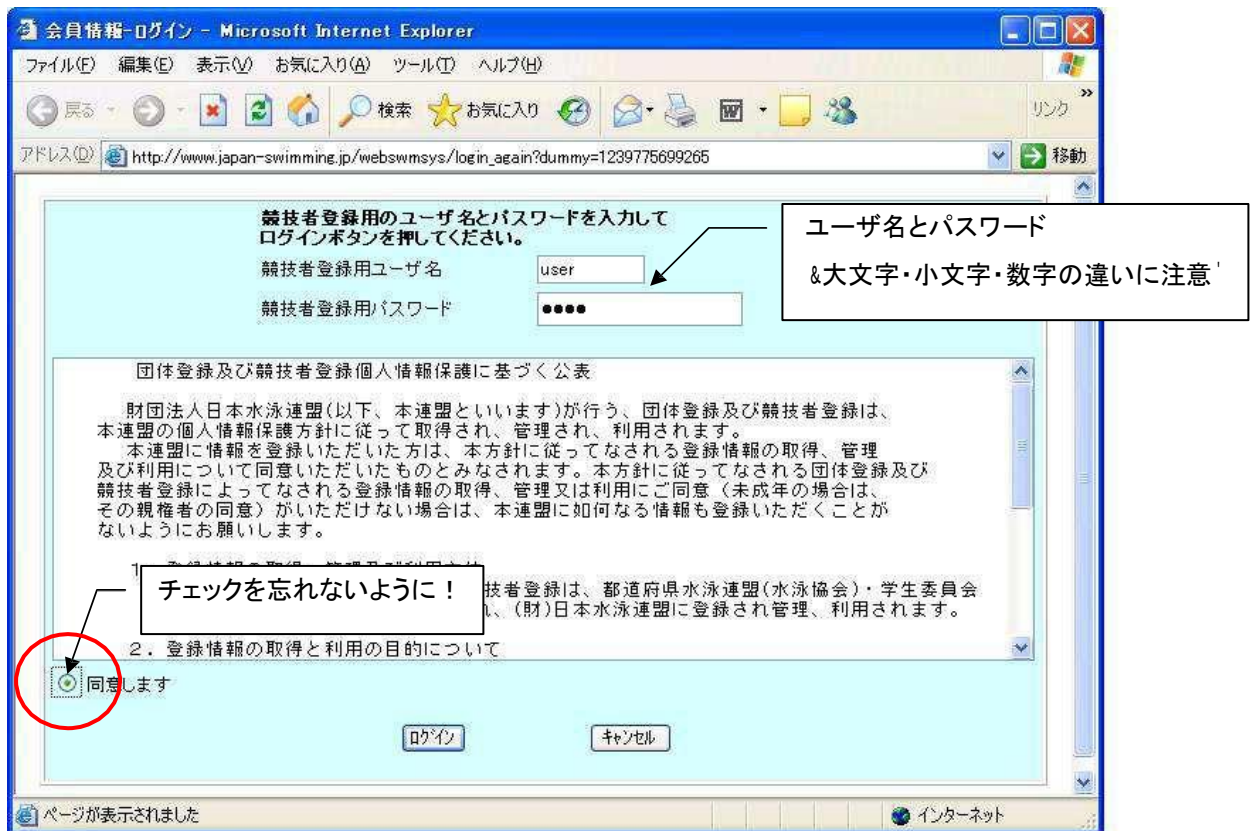 会員情報-ログイン - Microsoft Internet Explorer
ファイル(F) 編集(E) 表示(V) お気に入り(A) ツール(T) ヘルプ(H)
戻る 検索 お気に入り リンク »
アドレス(D) http://www.japan-swimming.jp/webswmsys/login_again?dummy=1239775699265 移動
競技者登録用のユーザ名とパスワードを入力して
ログインボタンを押してください。
競技者登録用ユーザ名 user
競技者登録用パスワード ●●●●
ユーザ名とパスワード
&大文字・小文字・数字の違いに注意'
団体登録及び競技者登録個人情報保護に基づく公表
財団法人日本水泳連盟(以下、本連盟といいます)が行う、団体登録及び競技者登録は、
本連盟の個人情報保護方針に従って取得され、管理され、利用されます。
本連盟に情報を登録いただいた方は、本方針に従ってなされる登録情報の取得、管理
及び利用について同意いただいたものとみなされます。本方針に従ってなされる団体登録及び
競技者登録によってなされる登録情報の取得、管理又は利用にご同意（未成年の場合は、
その親権者の同意）がいただけない場合は、本連盟に如何なる情報も登録いただくことが
ないようにお願いします。
チェックを忘れないように！
技者登録は、都道府県水泳連盟(水泳協会)・学生委員会
、(財)日本水泳連盟に登録され管理、利用されます。
２．登録情報の取得と利用の目的について
同意します
ログイン キャンセル
ページが表示されました インターネット